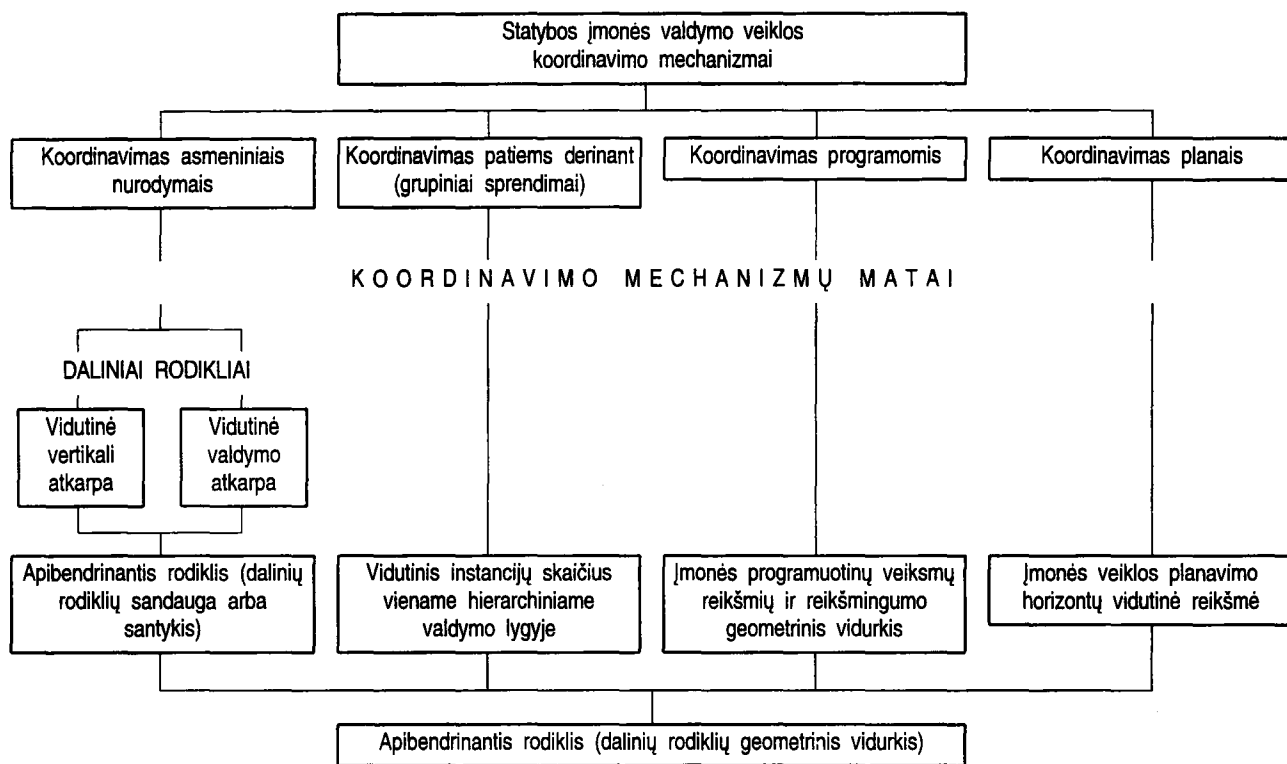 Statybos įmonės valdymo veiklos
koordinavimo mechanizmai
Koordinavimas asmeniniais
nurodymais
Koordinavimas patiems derinant
(grupiniai sprendimai)
Koordinavimas programomis
Koordinavimas planais
KOORDINAVIMO MECHANIZMŲ MATAI
DALINIAI RODIKLIAI
Vidutinė
vertikali
atkarpa
Vidutinė
valdymo
atkarpa
Apibendrinantis rodiklis (dalinių
rodiklių sandauga arba
santykis)
Vidutinis instancijų skaičius
viename hierarchiniame
valdymo lygyje
Įmonės programuotinų veiksmų
reikšmių ir reikšmingumo
geometrinis vidurkis
Įmonės veiklos planavimo
horizontų vidutinė reikšmė
Apibendrinantis rodiklis (dalinių rodiklių geometrinis vidurkis)